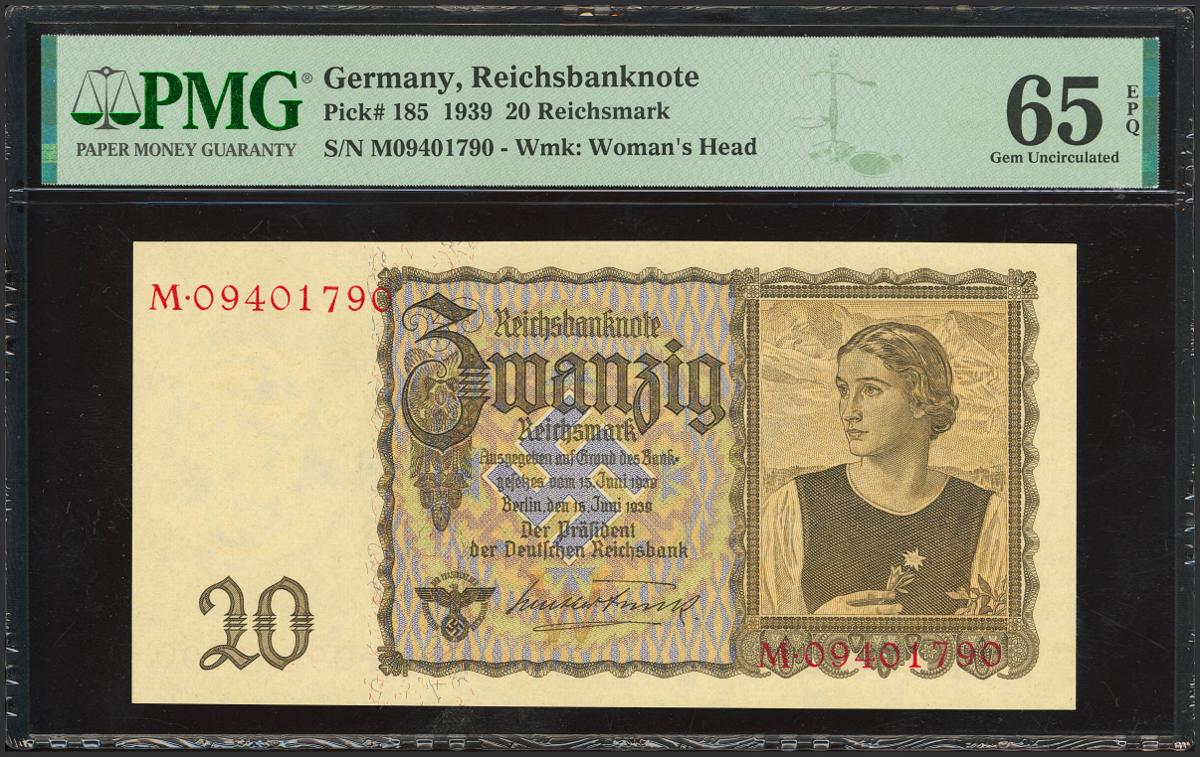 PMG®
PAPER MONEY GUARANTY
Germany, Reichsbanknote
Pick# 185 1939 20 Reichsmark
S/N M09401790 - Wmk: Woman's Head
65
EPQ
Gem Uncirculated
M·09401790
Reichsbanknote
Zwanzig
Reichsmark
Ausgegeben auf Grund des Bank-
gesetzes vom 15. Juni 1939
Berlin, den 16. Juni 1939
Der Präsident
der Deutschen Reichsbank
20
M·09401790